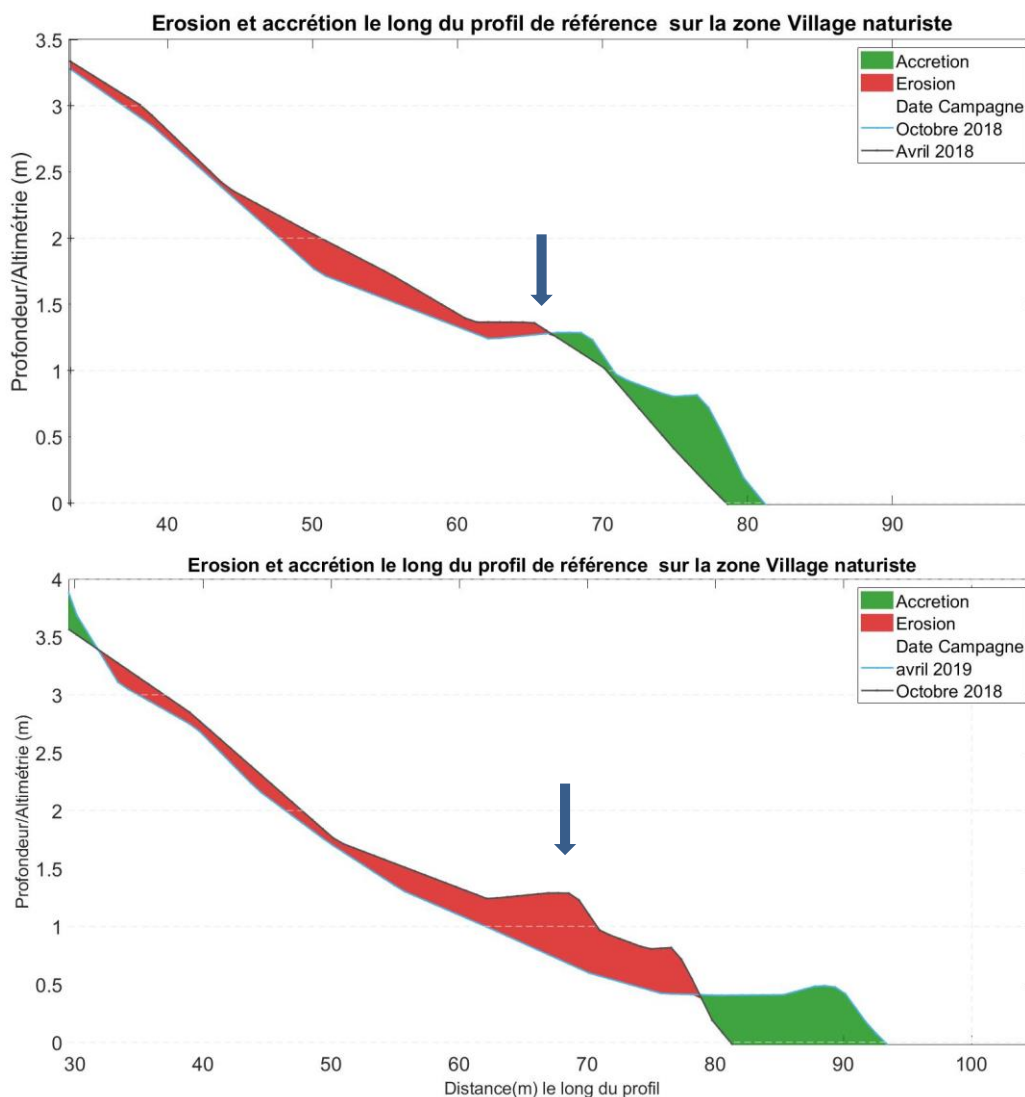 Erosion et accrétion le long du profil de référence sur la zone Village naturiste
3.5
3
2.5
2
1.5
1
0.5
0
Profondeur/Altimétrie (m)
Accretion
Erosion
Date Campagne
Octobre 2018
Avril 2018
40 50 60 70 80 90
Erosion et accrétion le long du profil de référence sur la zone Village naturiste
4
3.5
3
2.5
2
1.5
1
0.5
0
Profondeur/Altimétrie (m)
Accretion
Erosion
Date Campagne
avril 2019
Octobre 2018
30 40 50 60 70 80 90 100
Distance(m) le long du profil